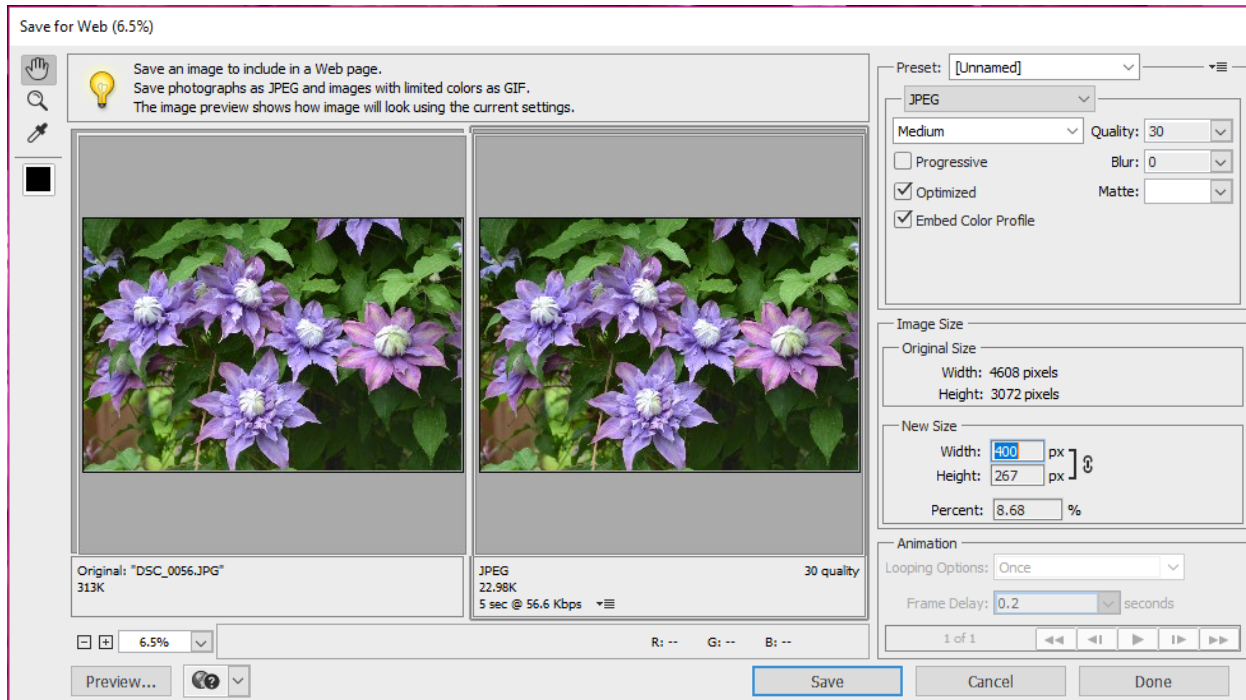 Save for Web (6.5%)
Save an image to include in a Web page.
Save photographs as JPEG and images with limited colors as GIF.
The image preview shows how image will look using the current settings.
Original: "DSC_0056.JPG"
313K
JPEG
30 quality
22.98K
5 sec @ 56.6 Kbps
6.5%
R: --
G: --
B: --
Preview...
Preset: [Unnamed]
JPEG
Medium
Quality: 30
Progressive
Blur: 0
Optimized
Matte:
Embed Color Profile
Image Size
Original Size
Width: 4608 pixels
Height: 3072 pixels
New Size
Width: 400 px
Height: 267 px
Percent: 8.68 %
Animation
Looping Options: Once
Frame Delay: 0.2 seconds
1 of 1
Save
Cancel
Done